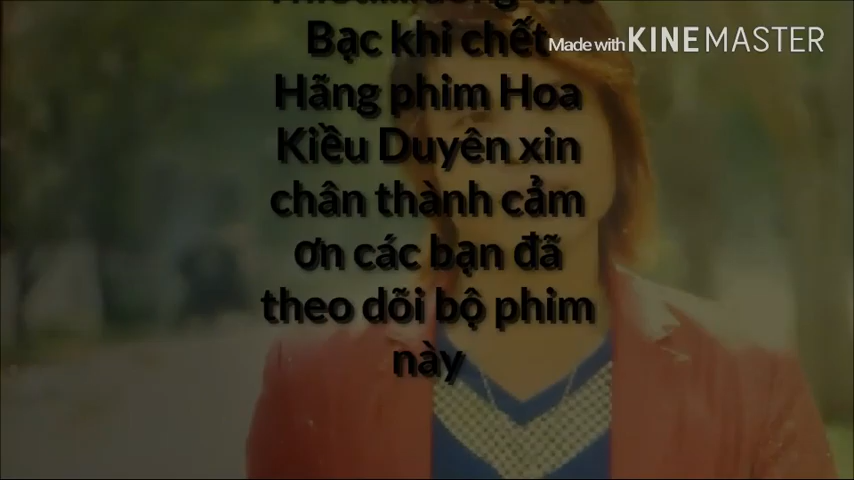 Bạc khi chết
Made with KINEMASTER
Hãng phim Hoa
Kiều Duyên xin
chân thành cảm
ơn các bạn đã
theo dõi bộ phim
này